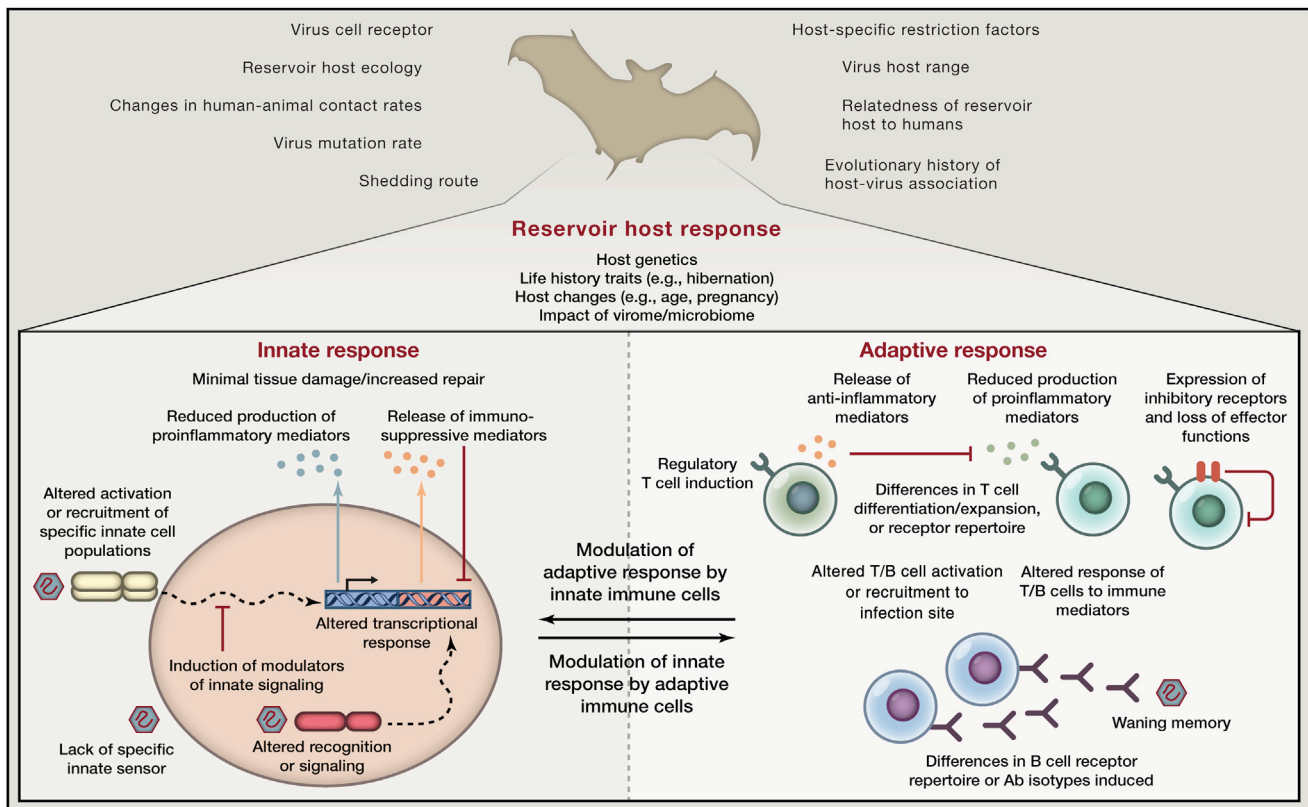 Virus cell receptor
Reservoir host ecology
Changes in human-animal contact rates
Virus mutation rate
Shedding route
Host-specific restriction factors
Virus host range
Relatedness of reservoir
host to humans
Evolutionary history of
host-virus association
Reservoir host response
Host genetics
Life history traits (e.g., hibernation)
Host changes (e.g., age, pregnancy)
Impact of virome/microbiome
Innate response
Minimal tissue damage/increased repair
Reduced production of
proinflammatory mediators
Release of immuno-
suppressive mediators
Altered activation
or recruitment of
specific innate cell
populations
Altered transcriptional
response
Induction of modulators
of innate signaling
Lack of specific
innate sensor
Altered recognition
or signaling
Modulation of
adaptive response by
innate immune cells
Modulation of innate
response by adaptive
immune cells
Adaptive response
Release of
anti-inflammatory
mediators
Reduced production
of proinflammatory
mediators
Expression of
inhibitory receptors
and loss of effector
functions
Regulatory
T cell induction
Differences in T cell
differentiation/expansion,
or receptor repertoire
Altered T/B cell activation
or recruitment to
infection site
Altered response of
T/B cells to immune
mediators
Waning memory
Differences in B cell receptor
repertoire or Ab isotypes induced